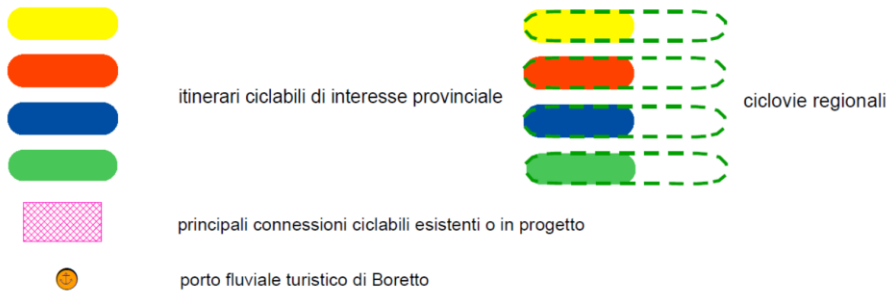 itinerari ciclabili di interesse provinciale
ciclovie regionali
principali connessioni ciclabili esistenti o in progetto
porto fluviale turistico di Boretto